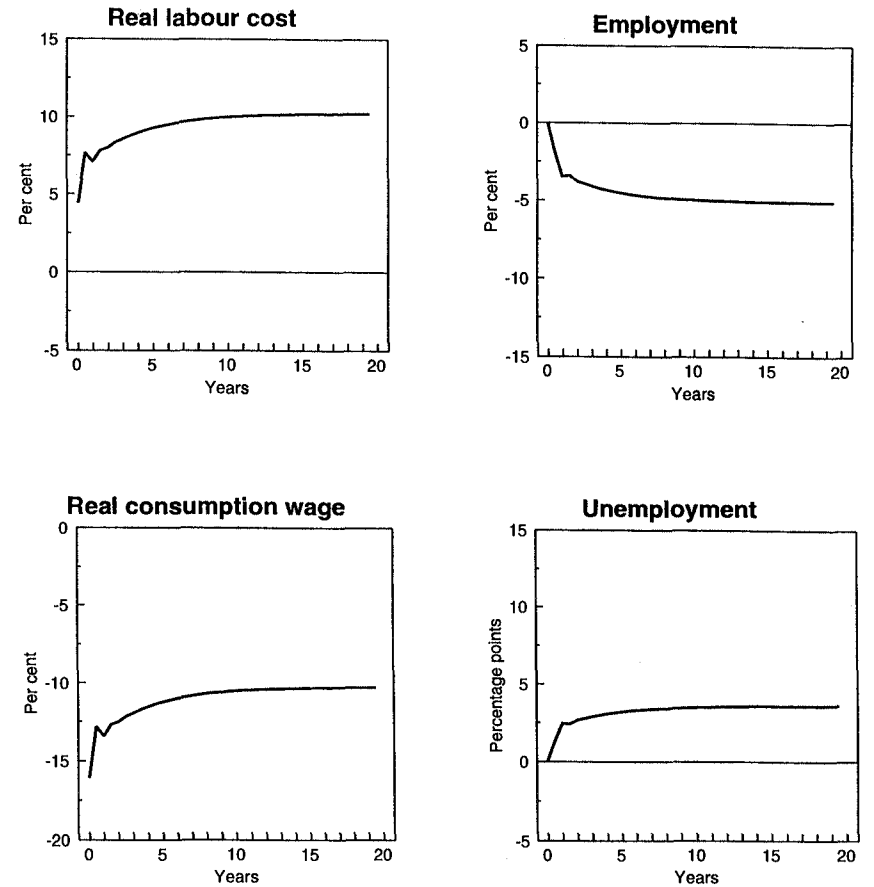 Real labour cost
15
10
5
0
-5
Per cent
0 5 10 15 20
Years
Employment
5
0
-5
-10
-15
Per cent
0 5 10 15 20
Years
Real consumption wage
0
-5
-10
-15
-20
Per cent
0 5 10 15 20
Years
Unemployment
15
10
5
0
-5
Percentage points
0 5 10 15 20
Years